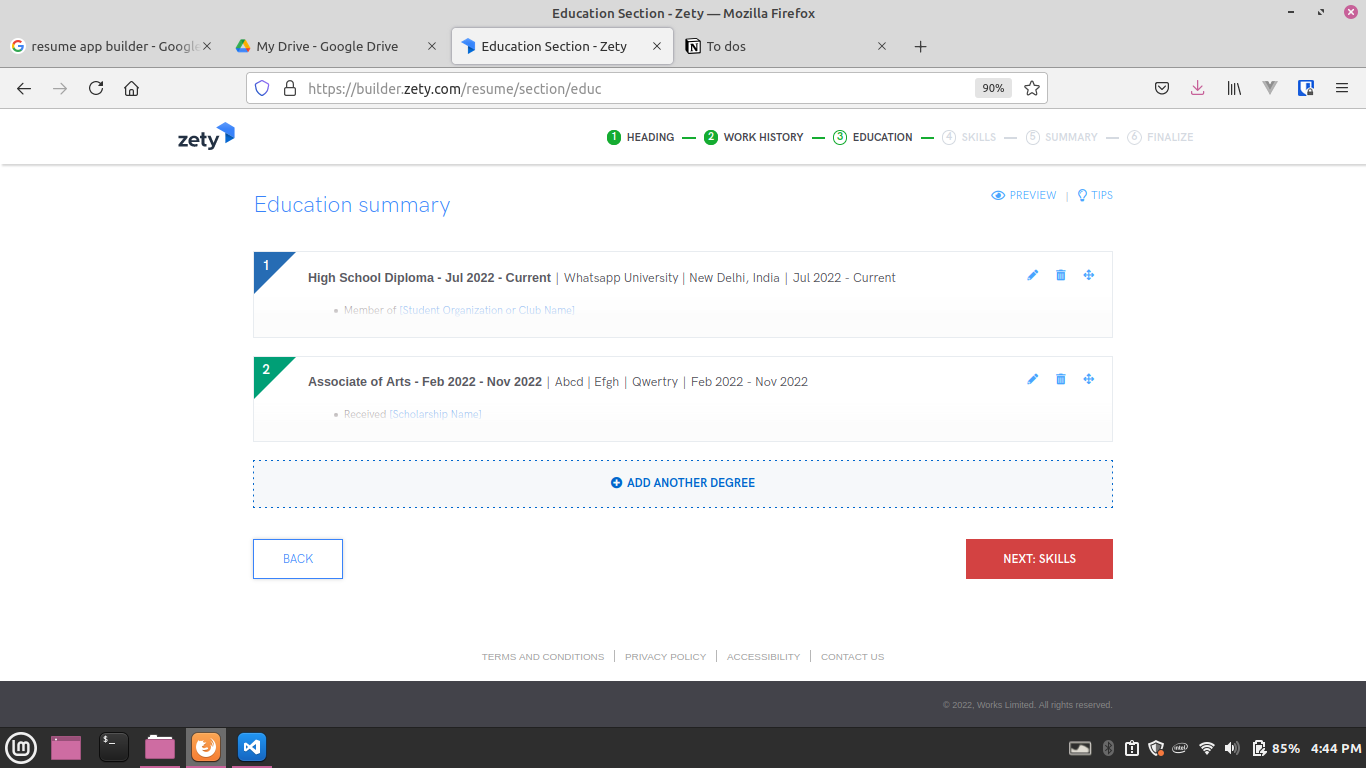 Education Section - Zety — Mozilla Firefox
resume app builder - Google
My Drive - Google Drive
Education Section - Zety
To dos
https://builder.zety.com/resume/section/educ
90%
zety
1 HEADING
2 WORK HISTORY
3 EDUCATION
4 SKILLS
5 SUMMARY
6 FINALIZE
Education summary
PREVIEW | TIPS
1
High School Diploma - Jul 2022 - Current | Whatsapp University | New Delhi, India | Jul 2022 - Current
• Member of [Student Organization or Club Name]
2
Associate of Arts - Feb 2022 - Nov 2022 | Abcd | Efgh | Qwertry | Feb 2022 - Nov 2022
• Received [Scholarship Name]
ADD ANOTHER DEGREE
BACK
NEXT: SKILLS
TERMS AND CONDITIONS | PRIVACY POLICY | ACCESSIBILITY | CONTACT US
© 2022, Works Limited. All rights reserved.
$_
intel
85%
4:44 PM